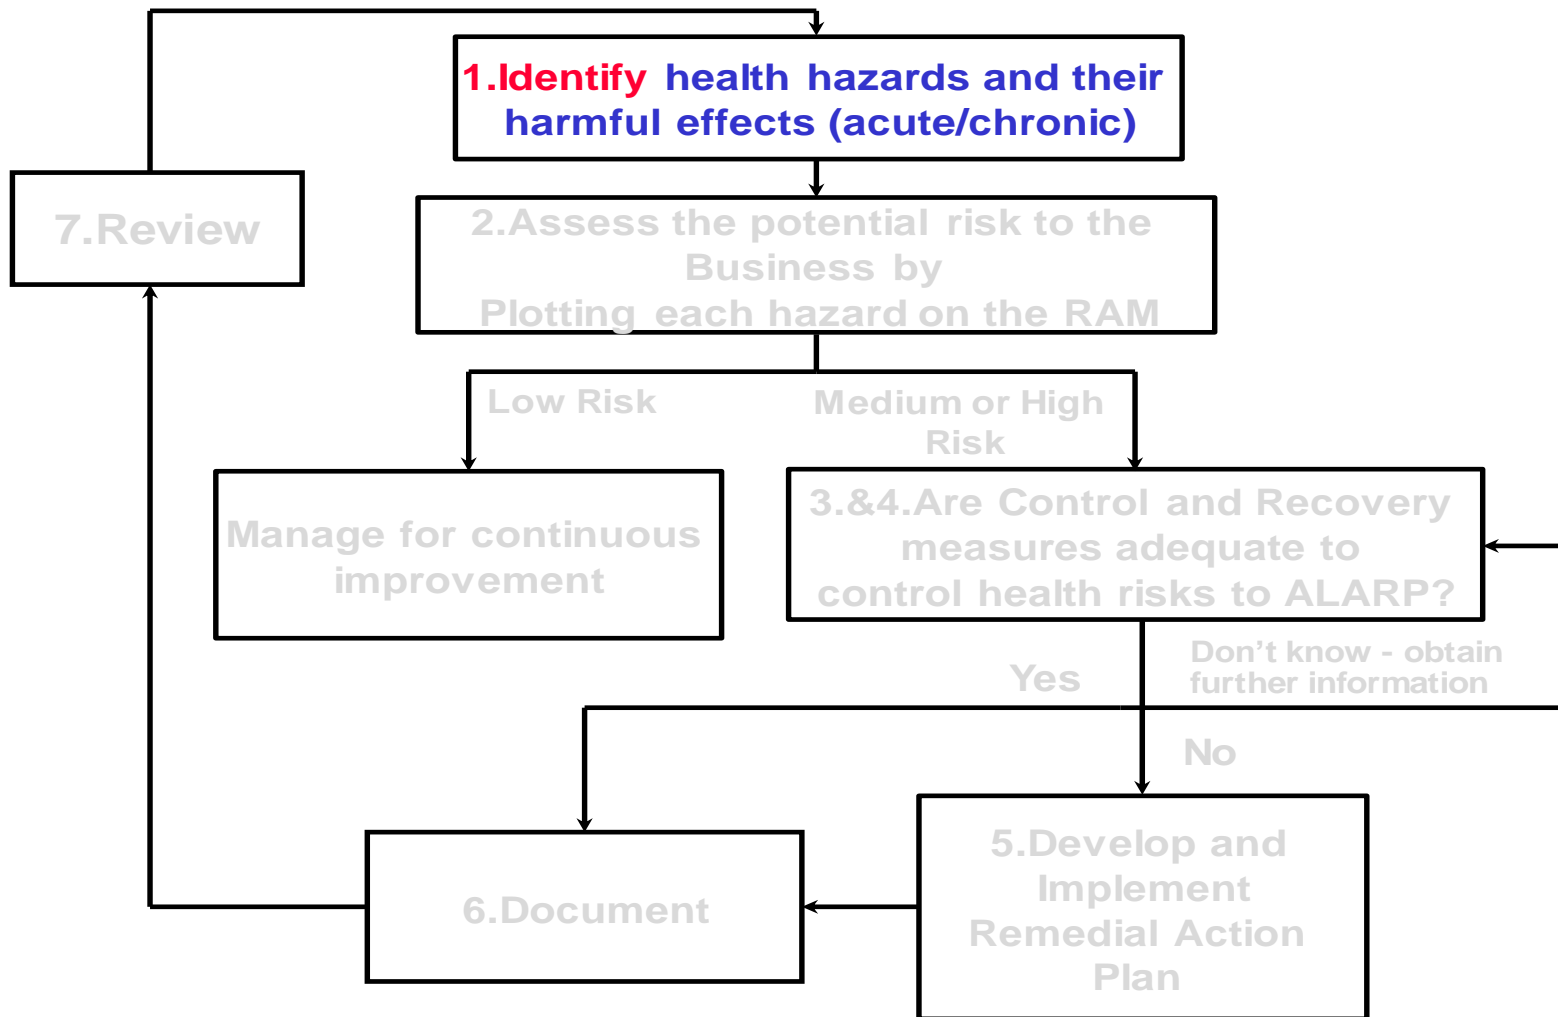 1.Identify health hazards and their
harmful effects (acute/chronic)
7.Review
2.Assess the potential risk to the
Business by
Plotting each hazard on the RAM
Low Risk
Medium or High
Risk
Manage for continuous
improvement
3.&4.Are Control and Recovery
measures adequate to
control health risks to ALARP?
Yes
Don’t know - obtain
further information
No
5.Develop and
Implement
Remedial Action
Plan
6.Document